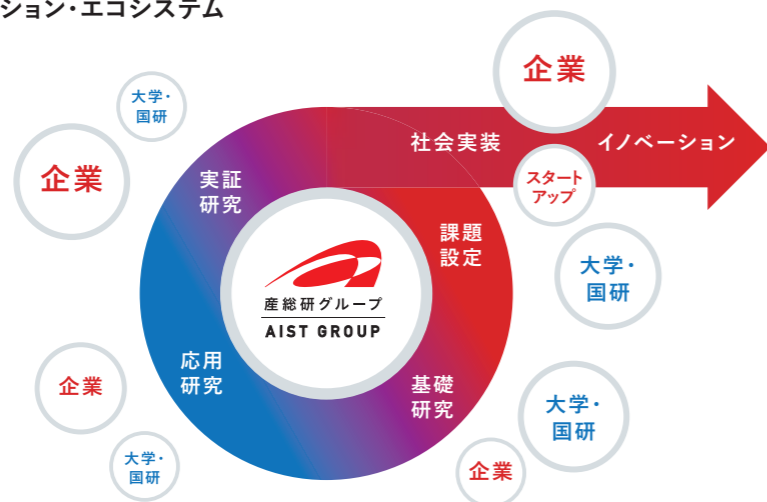 ション・エコシステム
企業
大学・
国研
企業
社会実装
イノベーション
スタート
アップ
実証
研究
課題
設定
大学・
国研
産総研グループ
AIST GROUP
応用
研究
基礎
研究
企業
大学・
国研
大学・
国研
企業